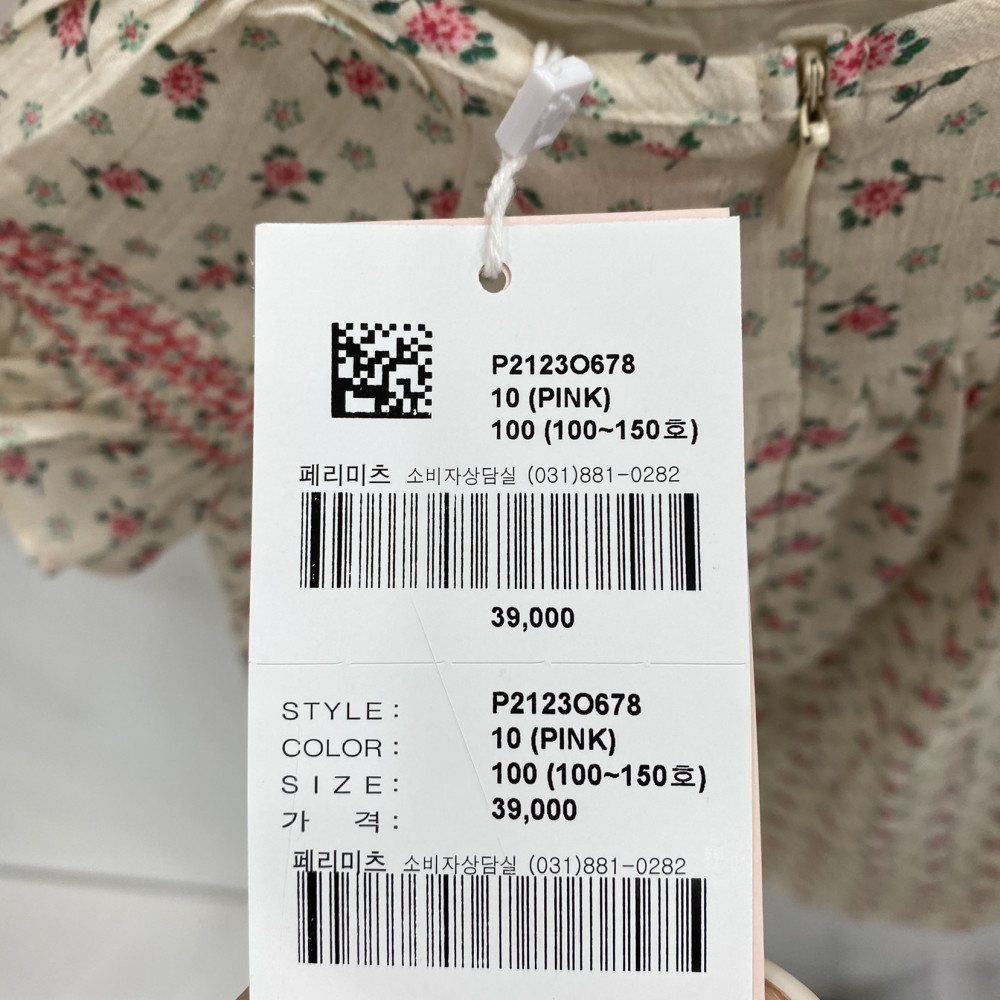 P2123O678
10 (PINK)
100 (100~150호)
페리미츠 소비자상담실 (031)881-0282
39,000
STYLE : P2123O678
COLOR : 10 (PINK)
SIZE : 100 (100~150호)
가 격 : 39,000
페리미츠 소비자상담실 (031)881-0282